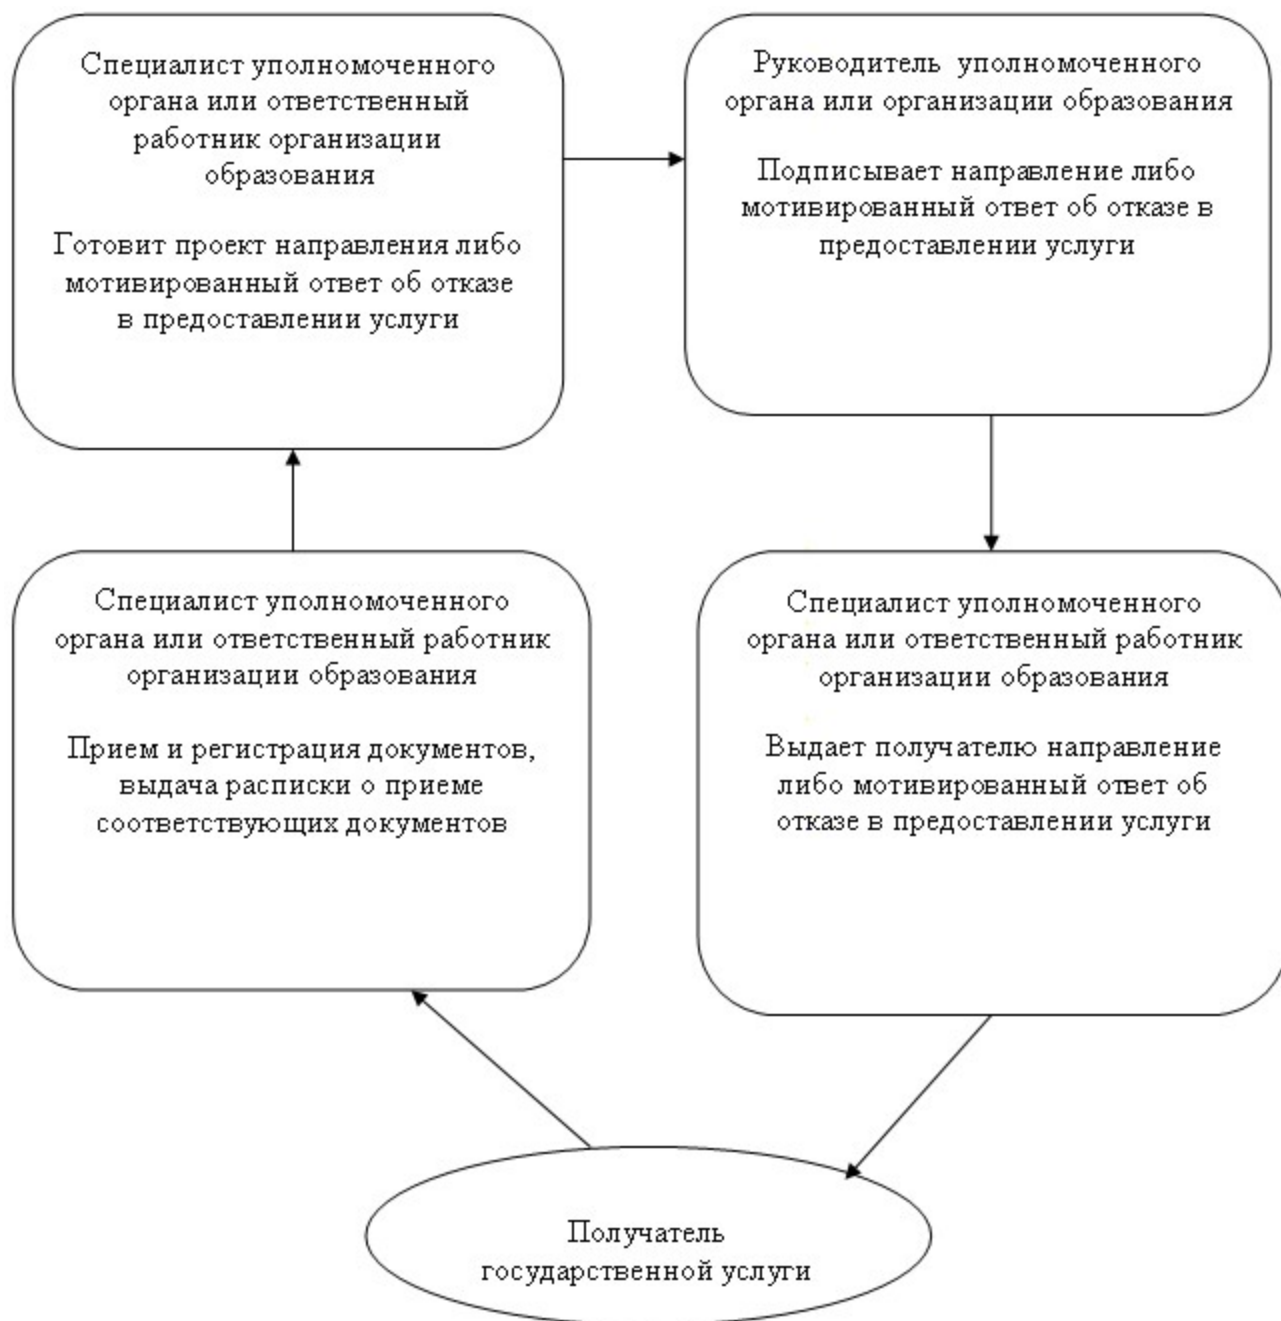 Специалист уполномоченного
органа или ответственный
работник организации
образования
Готовит проект направления либо
мотивированный ответ об отказе
в предоставлении услуги
Руководитель уполномоченного
органа или организации образования
Подписывает направление либо
мотивированный ответ об отказе в
предоставлении услуги
Специалист уполномоченного
органа или ответственный работник
организации образования
Прием и регистрация документов,
выдача расписки о приеме
соответствующих документов
Специалист уполномоченного
органа или ответственный работник
организации образования
Выдает получателю направление
либо мотивированный ответ об
отказе в предоставлении услуги
Получатель
государственной услуги